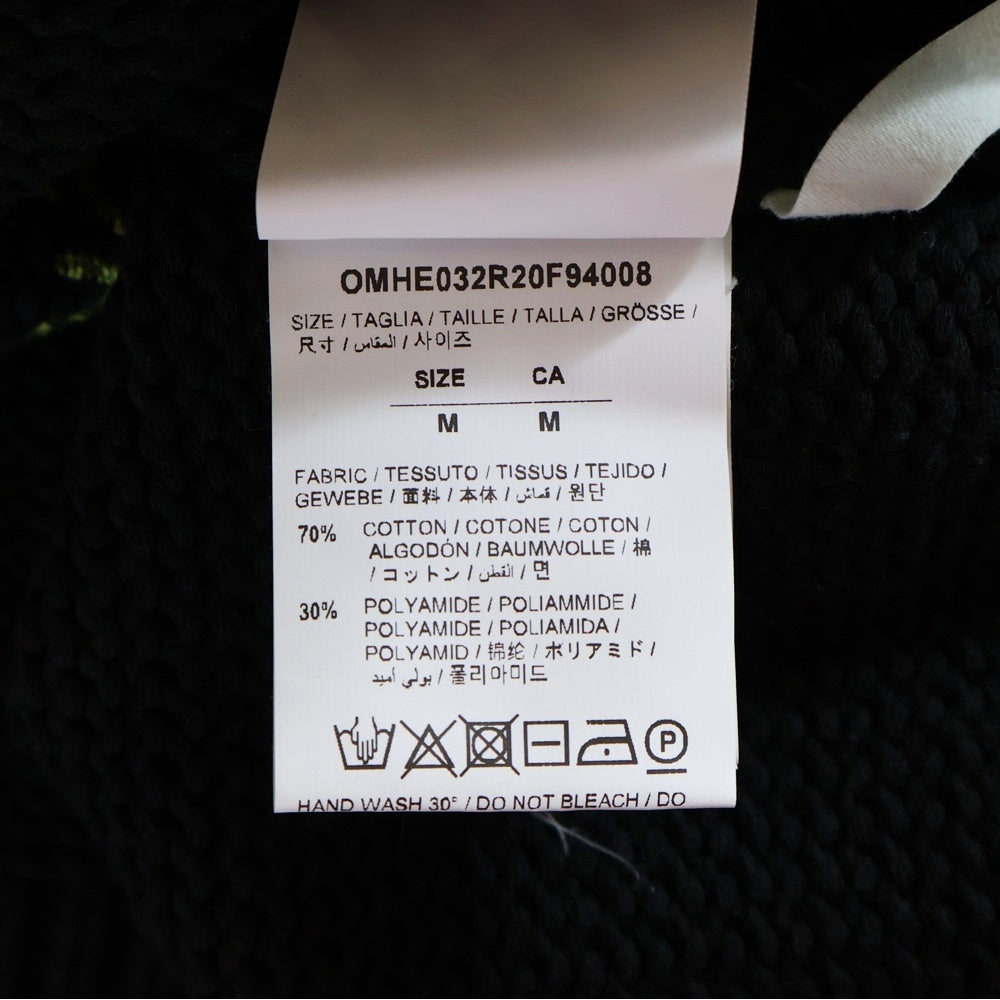 OMHE032R20F94008
SIZE / TAGLIA / TAILLE / TALLA / GRÖSSE /
尺寸 / المقاس / 사이즈
SIZE CA
M M
FABRIC / TESSUTO / TISSUS / TEJIDO /
GEWEBE / 面料 / 本体 / قماش / 원단
70% COTTON / COTONE / COTON /
ALGODÓN / BAUMWOLLE / 棉
/ コットン / القطن / 면
30% POLYAMIDE / POLIAMMIDE /
POLYAMIDE / POLIAMIDA /
POLYAMID / 锦纶 / ポリアミド /
بولي أميد / 폴리아미드
P
HAND WASH 30° / DO NOT BLEACH / DO